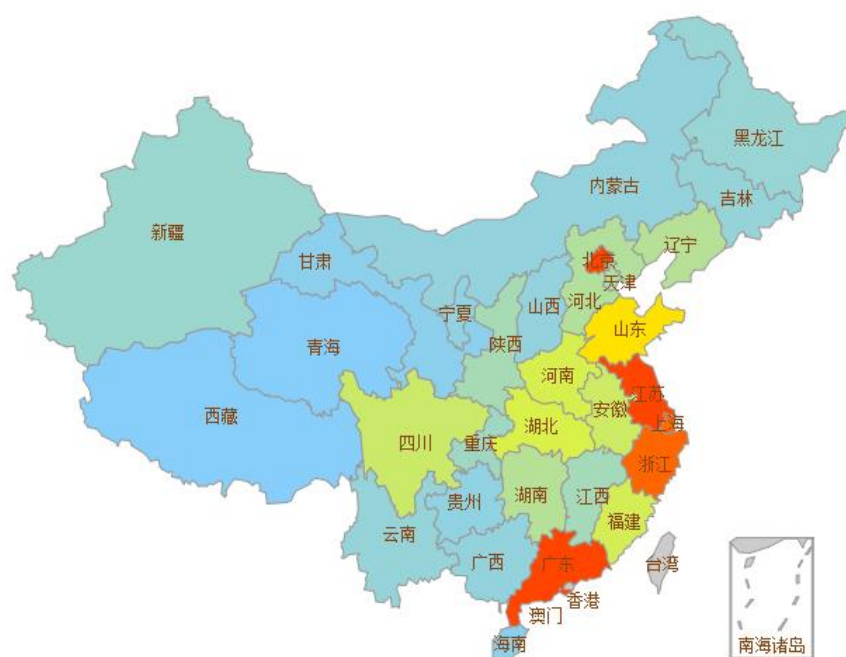 黑龙江
内蒙古
吉林
新疆
辽宁
北京
甘肃
天津
河北
山西
宁夏
山东
陕西
青海
河南
江苏
安徽
西藏
上海
湖北
四川
重庆
浙江
湖南
江西
贵州
福建
云南
广西
广东
台湾
香港
澳门
海南
南海诸岛